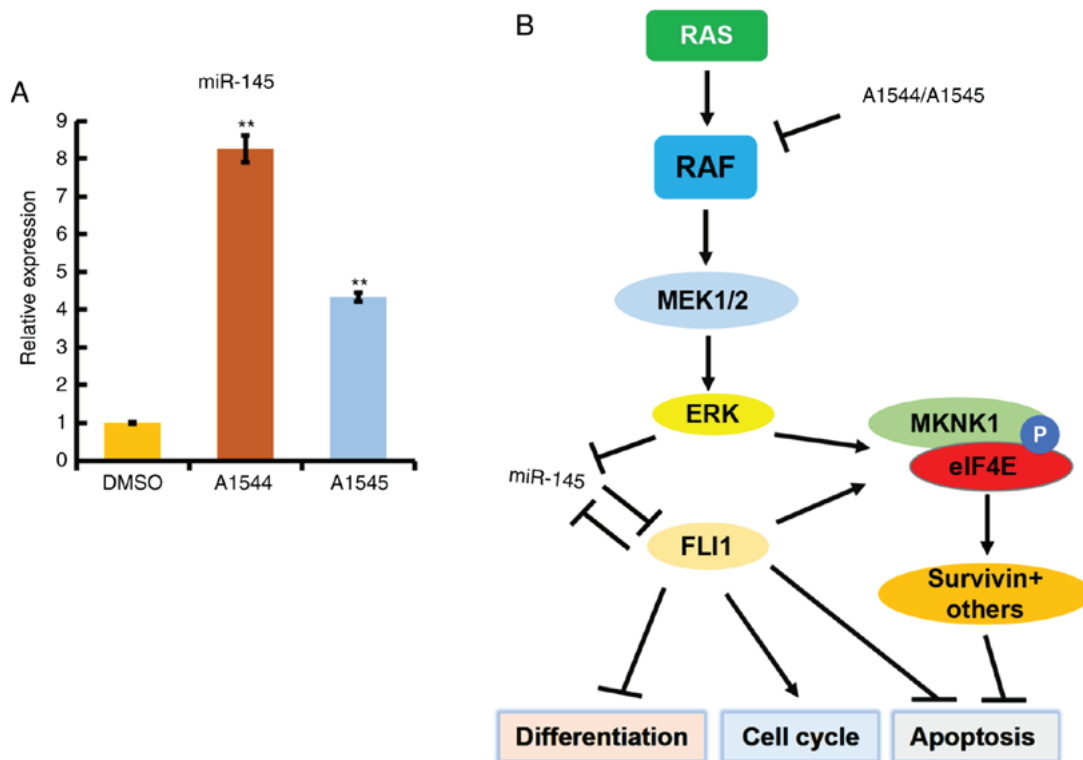 A
miR-145
Relative expression
9
8
7
6
5
4
3
2
1
0
**
**
DMSO
A1544
A1545
B
RAS
A1544/A1545
RAF
MEK1/2
ERK
MKNK1
P
eIF4E
miR-145
FLI1
Survivin+
others
Differentiation
Cell cycle
Apoptosis